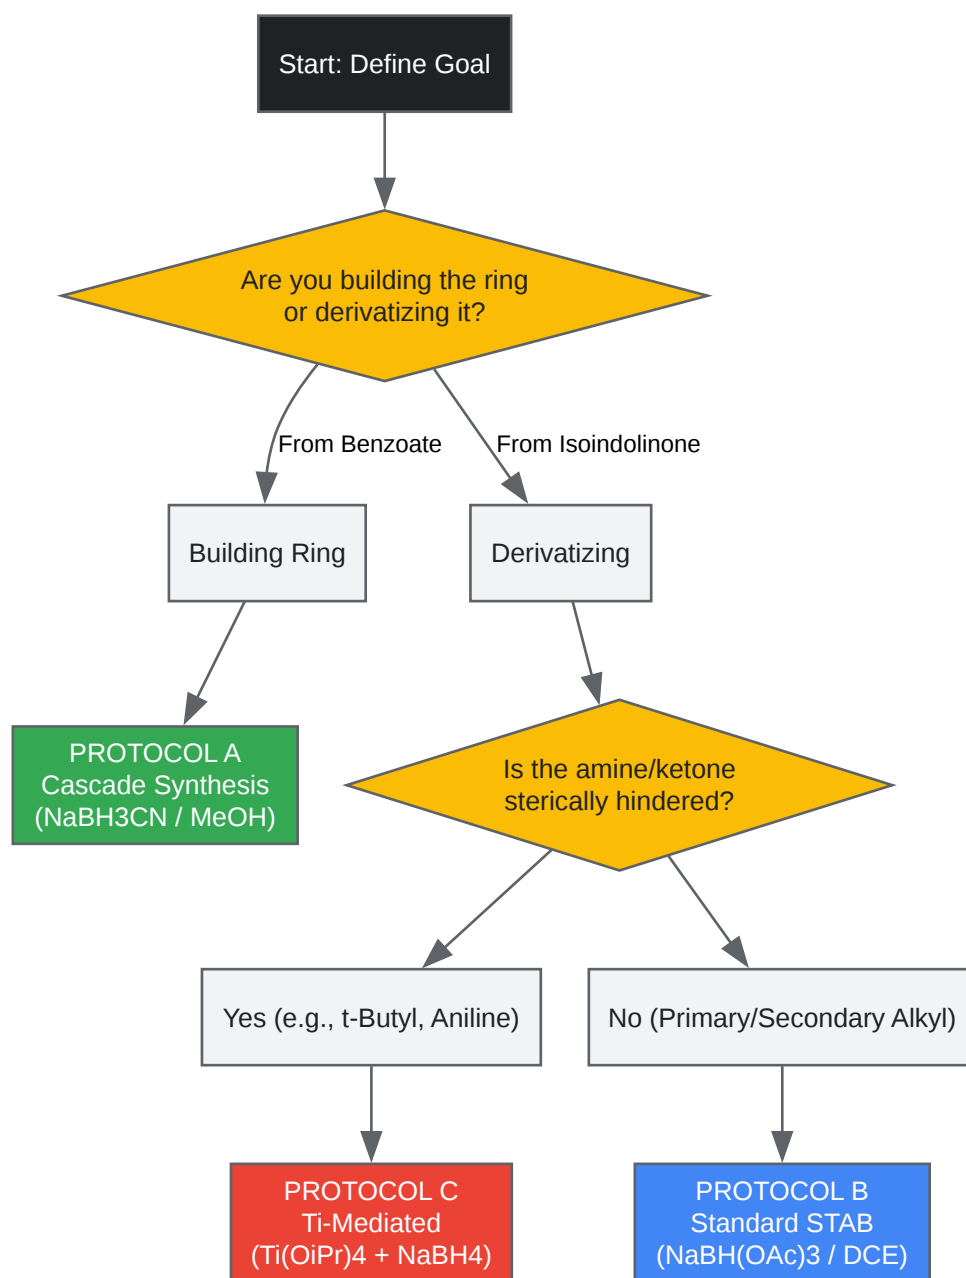 Start: Define Goal
Are you building the ring
or derivatizing it?
From Benzoate
From Isoindolinone
Building Ring
Derivatizing
PROTOCOL A
Cascade Synthesis
(NaBH3CN / MeOH)
Is the amine/ketone
sterically hindered?
Yes (e.g., t-Butyl, Aniline)
No (Primary/Secondary Alkyl)
PROTOCOL C
Ti-Mediated
(Ti(OiPr)4 + NaBH4)
PROTOCOL B
Standard STAB
(NaBH(OAc)3 / DCE)